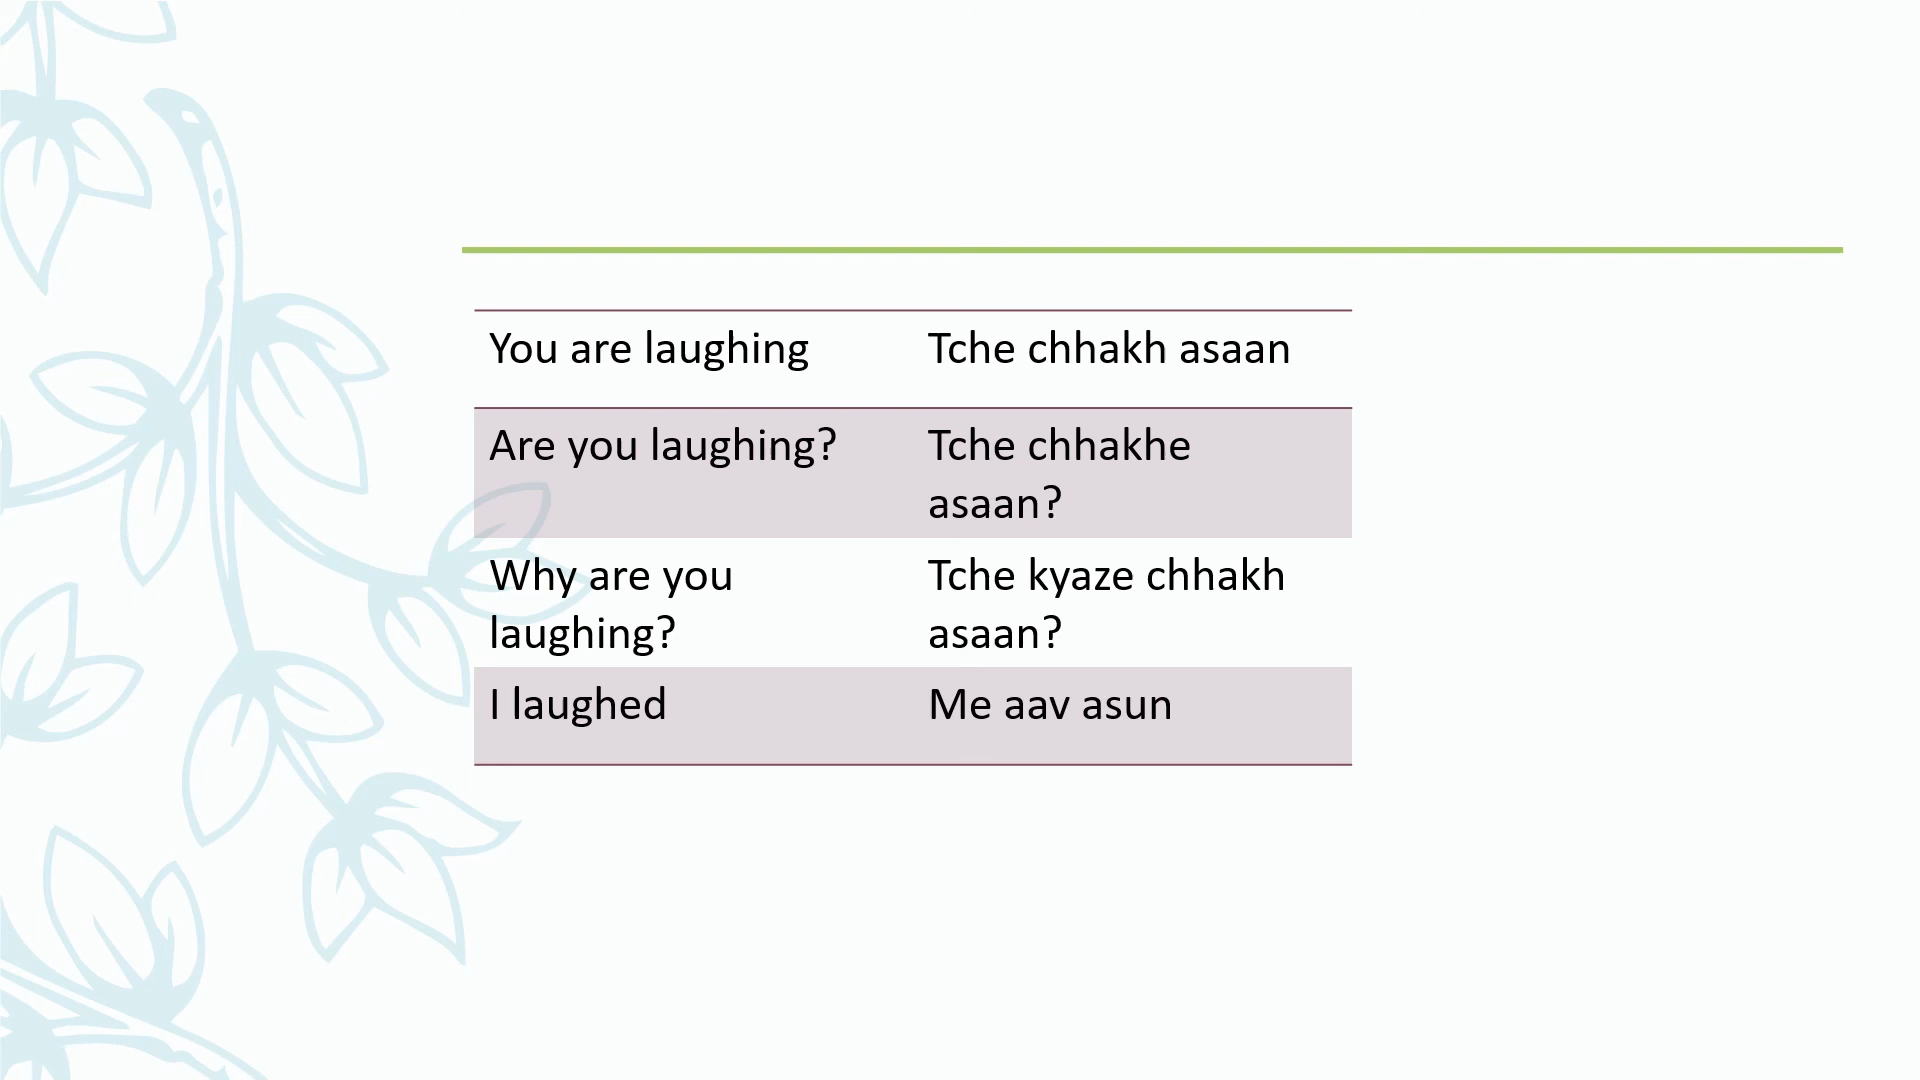 You are laughing
Tche chhakh asaan
Are you laughing?
Tche chhakhe
asaan?
Why are you
laughing?
Tche kyaze chhakh
asaan?
I laughed
Me aav asun